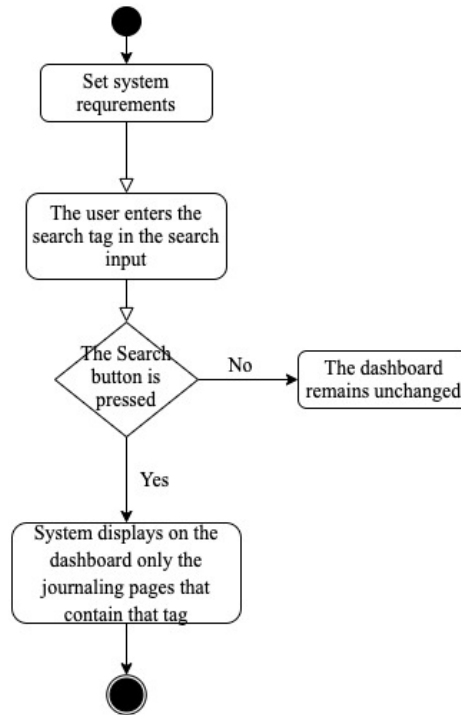 Set system
requrements
The user enters the
search tag in the search
input
The Search
button is
pressed
No
The dashboard
remains unchanged
Yes
System displays on the
dashboard only the
journaling pages that
contain that tag